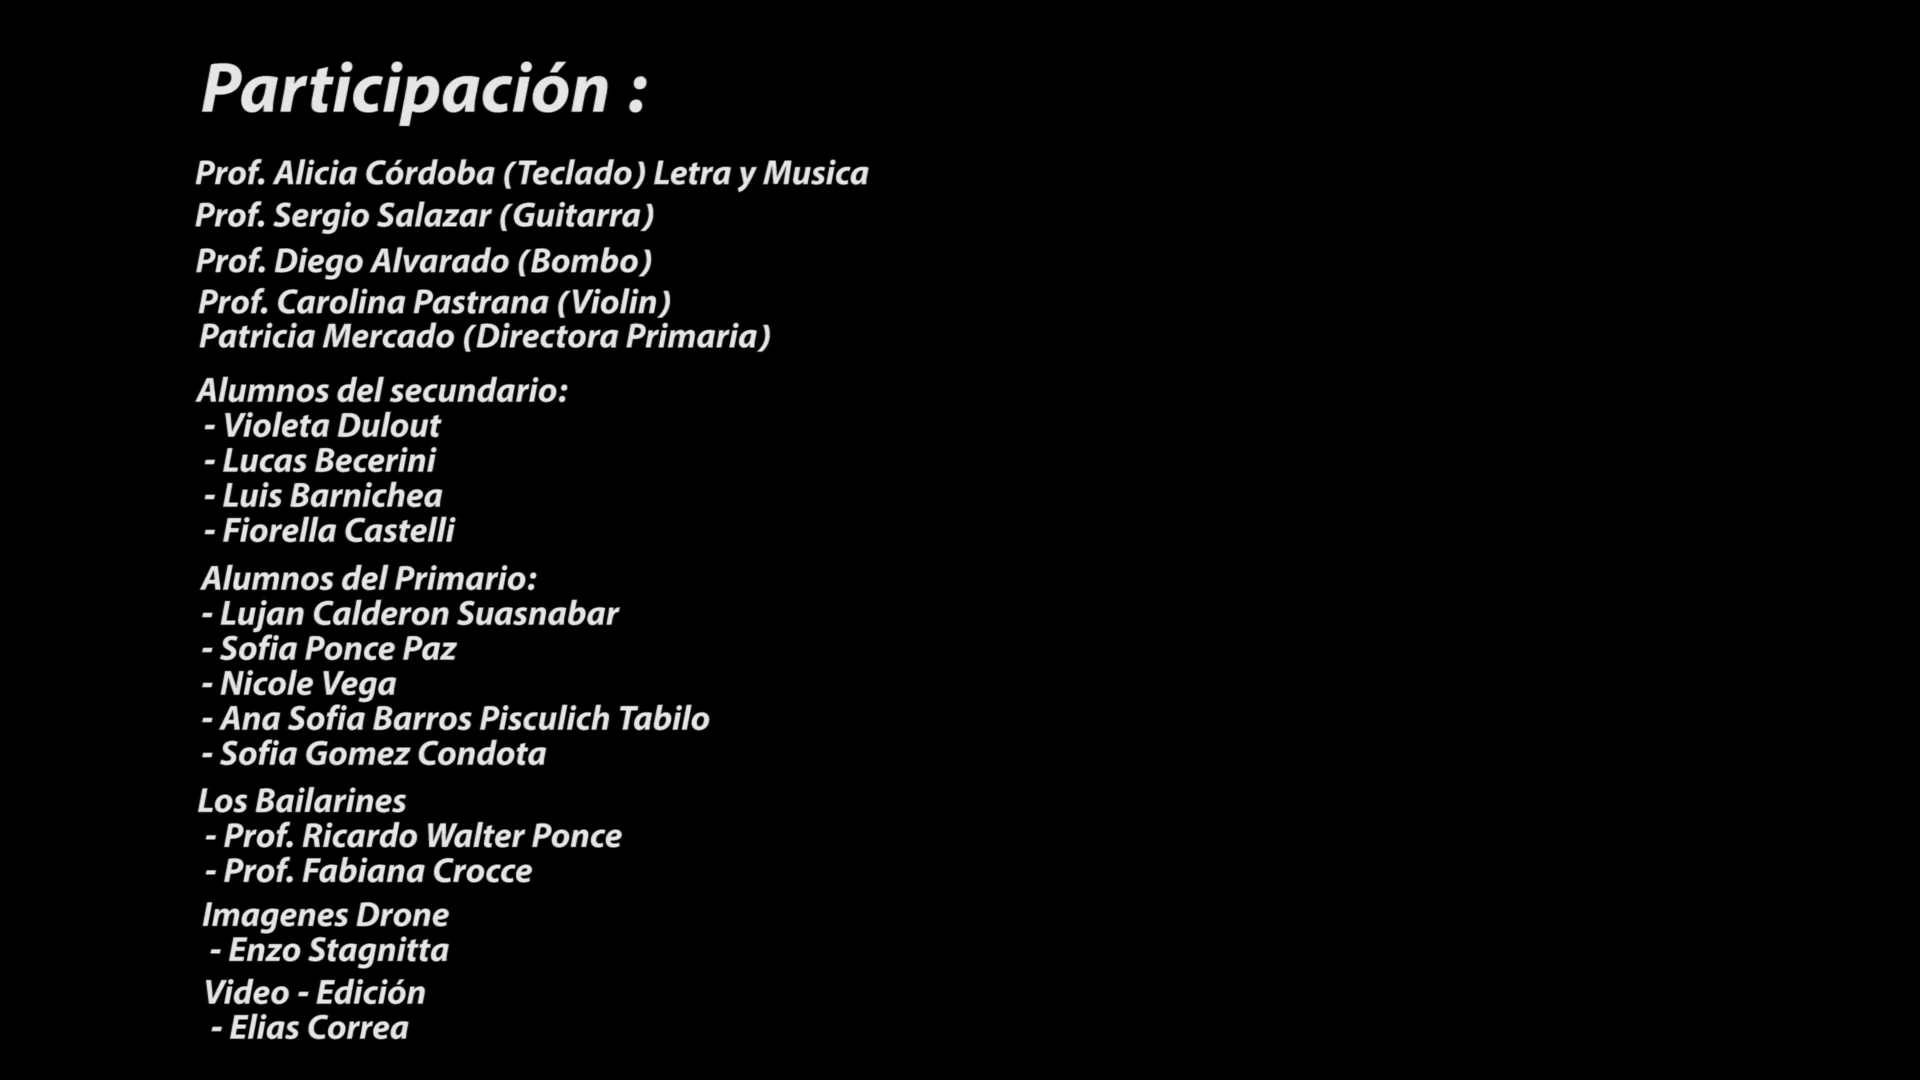 Participación :
Prof. Alicia Córdoba (Teclado) Letra y Musica
Prof. Sergio Salazar (Guitarra)
Prof. Diego Alvarado (Bombo)
Prof. Carolina Pastrana (Violin)
Patricia Mercado (Directora Primaria)
Alumnos del secundario:
- Violeta Dulout
- Lucas Becerini
- Luis Barnichea
- Fiorella Castelli
Alumnos del Primario:
- Lujan Calderon Suasnabar
- Sofia Ponce Paz
- Nicole Vega
- Ana Sofia Barros Pisculich Tabilo
- Sofia Gomez Condota
Los Bailarines
- Prof. Ricardo Walter Ponce
- Prof. Fabiana Crocce
Imagenes Drone
- Enzo Stagnitta
Video - Edición
- Elias Correa